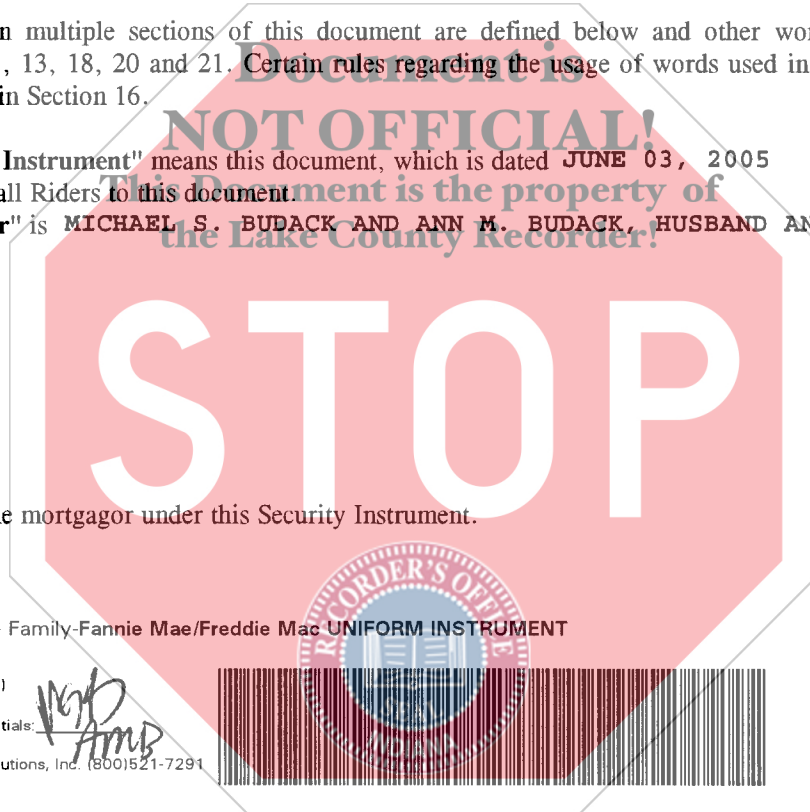 n multiple sections of this document are defined below and other wo
Document is
, 13, 18, 20 and 21. Certain rules regarding the usage of words used in
in Section 16.
NOT OFFICIAL!
Instrument" means this document, which is dated JUNE 03, 2005
This Document is the property of
all Riders to this document.
r" is MICHAEL S. BUDACK AND ANN M. BUDACK, HUSBAND AN
the Lake County Recorder!
STOP
e mortgagor under this Security Instrument.
RECORDER'S OFFICE
Family-Fannie Mae/Freddie Mac UNIFORM INSTRUMENT
)
tials:
AMB
SEAL
INDIANA
utions, Inc. (800)521-7291